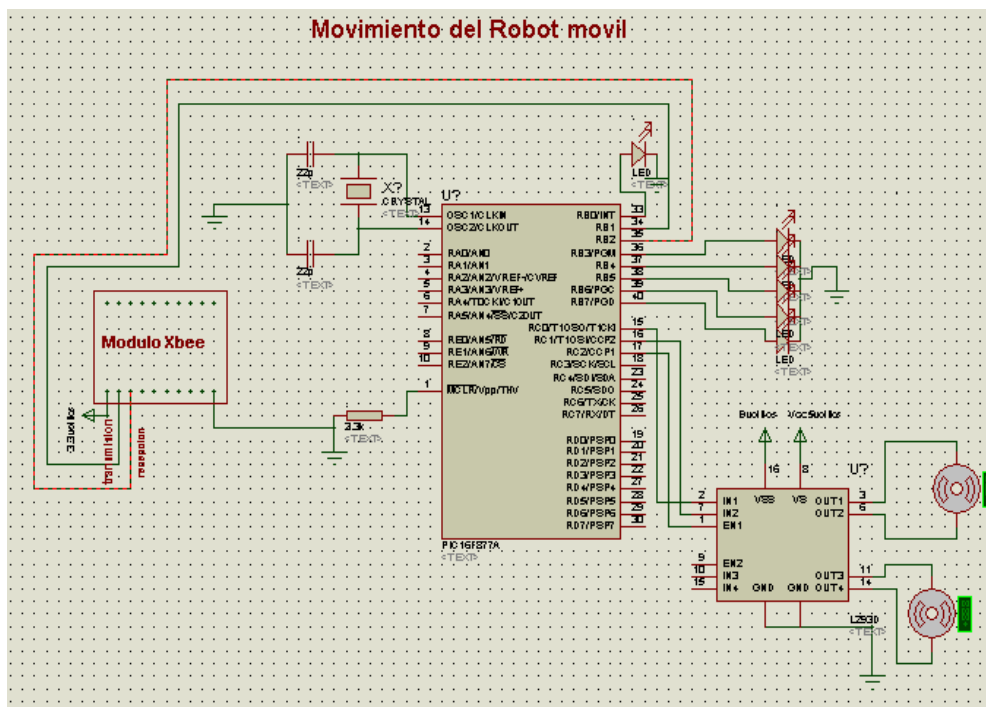 Movimiento del Robot movil
22p
<TEXT>
X?
CRYSTAL
<TEXT>
22p
<TEXT>
LED
<TEXT>
U?
13
OSC1/CLKIN
14
OSC2/CLKOUT
2
RA0/AN0
3
RA1/AN1
4
RA2/AN2/VREF-/CVREF
5
RA3/AN3/VREF+
6
RA4/T0CKI/C1OUT
7
RA5/AN4/SS/C2OUT
8
RE0/AN5/RD
9
RE1/AN6/WR
10
RE2/AN7/CS
1
MCLR/Vpp/THV
RB0/INT
33
RB1
34
RB2
35
RB3/PGM
36
RB4
37
RB5
38
RB6/PGC
39
RB7/PGD
40
RC0/T1OSO/T1CKI
15
RC1/T1OSI/CCP2
16
RC2/CCP1
17
RC3/SCK/SCL
18
RC4/SDI/SDA
23
RC5/SDO
24
RC6/TX/CK
25
RC7/RX/DT
26
RD0/PSP0
19
RD1/PSP1
20
RD2/PSP2
21
RD3/PSP3
22
RD4/PSP4
27
RD5/PSP5
28
RD6/PSP6
29
RD7/PSP7
30
PIC16F877A
<TEXT>
LED
LED
LED
<TEXT>
Modulo Xbee
transmision
3.3k
<TEXT>
16
8
U?
2
IN1
7
IN2
1
EN1
9
EN2
10
IN3
15
IN4
VSS
VS
OUT1
3
OUT2
6
OUT3
11
OUT4
14
GND
GND
L293D
<TEXT>